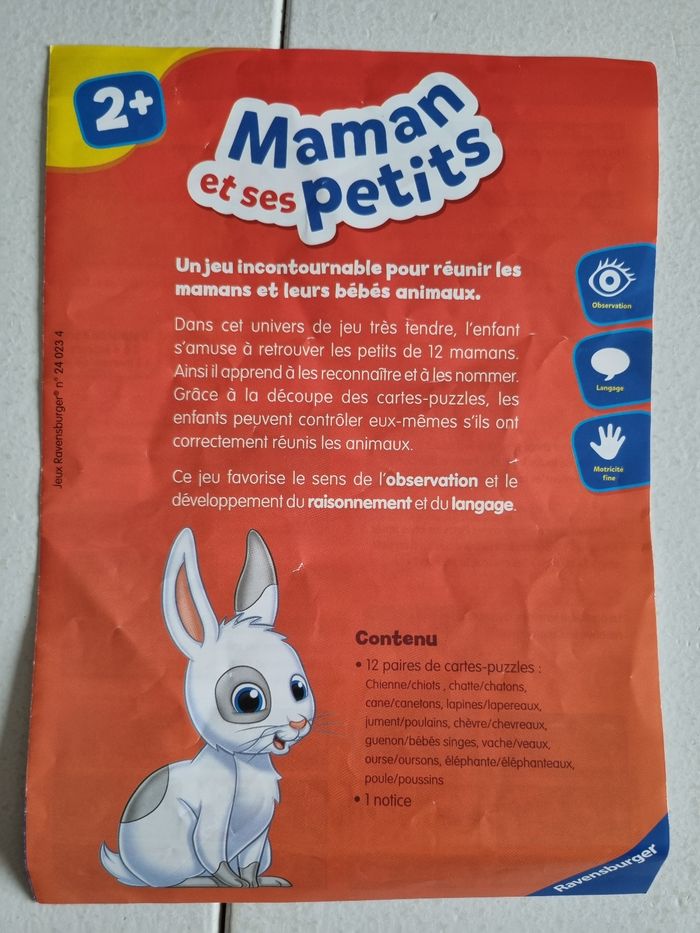 2+
Maman
et ses petits
Un jeu incontournable pour réunir les
mamans et leurs bébés animaux.
Dans cet univers de jeu très tendre, l'enfant
s'amuse à retrouver les petits de 12 mamans.
Ainsi il apprend à les reconnaître et à les nommer.
Grâce à la découpe des cartes-puzzles, les
enfants peuvent contrôler eux-mêmes s'ils ont
correctement réunis les animaux.
Ce jeu favorise le sens de l'observation et le
développement du raisonnement et du langage.
Observation
Langage
Motricité
fine
Jeux Ravensburger® n° 24 023 4
Contenu
• 12 paires de cartes-puzzles :
Chienne/chiots , chatte/chatons,
cane/canetons, lapines/lapereaux,
jument/poulains, chèvre/chevreaux,
guenon/bébés singes, vache/veaux,
ourse/oursons, éléphante/éléphanteaux,
poule/poussins
• 1 notice
Ravensburger